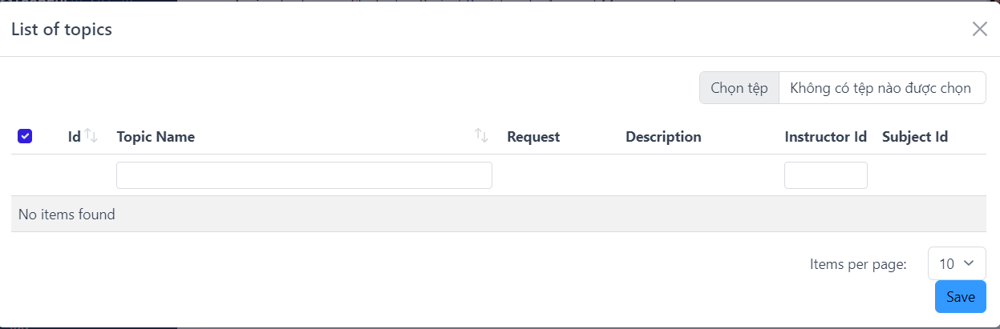 List of topics
Chọn tệp Không có tệp nào được chọn
Id Topic Name Request Description Instructor Id Subject Id
No items found
Items per page: 10
Save